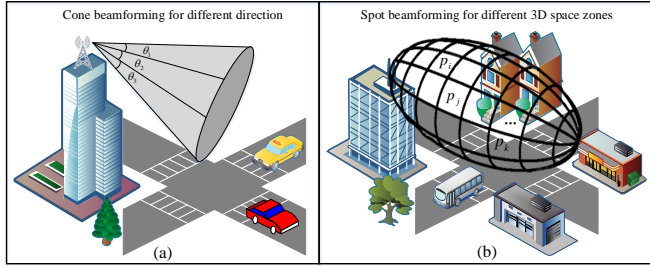 Cone beamforming for different direction
θ₁
θ₂
θ₃
(a)
Spot beamforming for different 3D space zones
pᵢ
pⱼ
...
pₖ
(b)